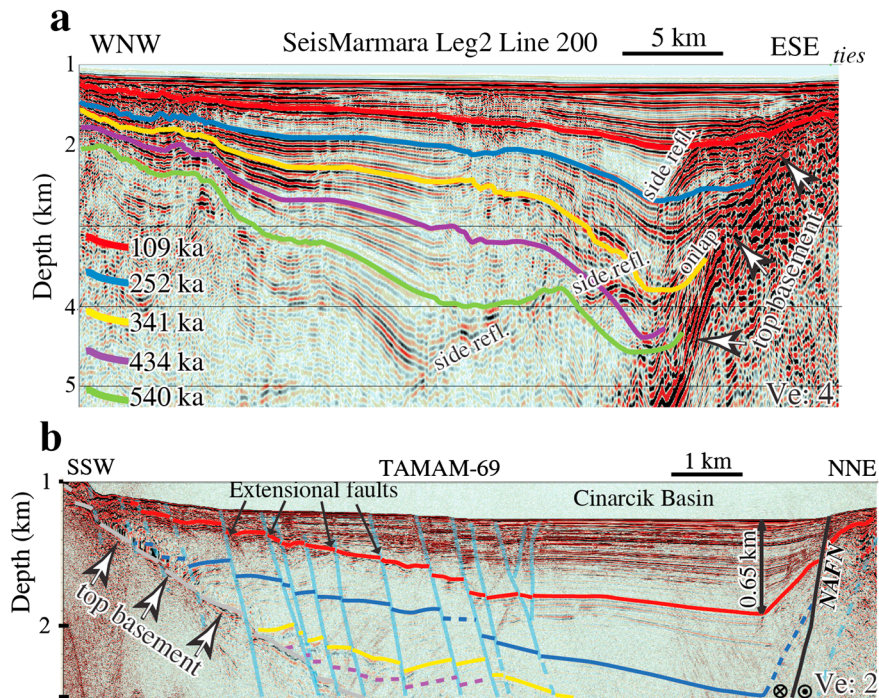 a
WNW
SeisMarmara Leg2 Line 200
5 km
ESE
ties
1
2
4
5
Depth (km)
side refl.
side refl.
onlap
side refl.
top basement
109 ka
252 ka
341 ka
434 ka
540 ka
Ve: 4
b
SSW
TAMAM-69
1 km
NNE
1
2
Depth (km)
Extensional faults
Cinarcik Basin
0.65 km
NAFN
top basement
Ve: 2